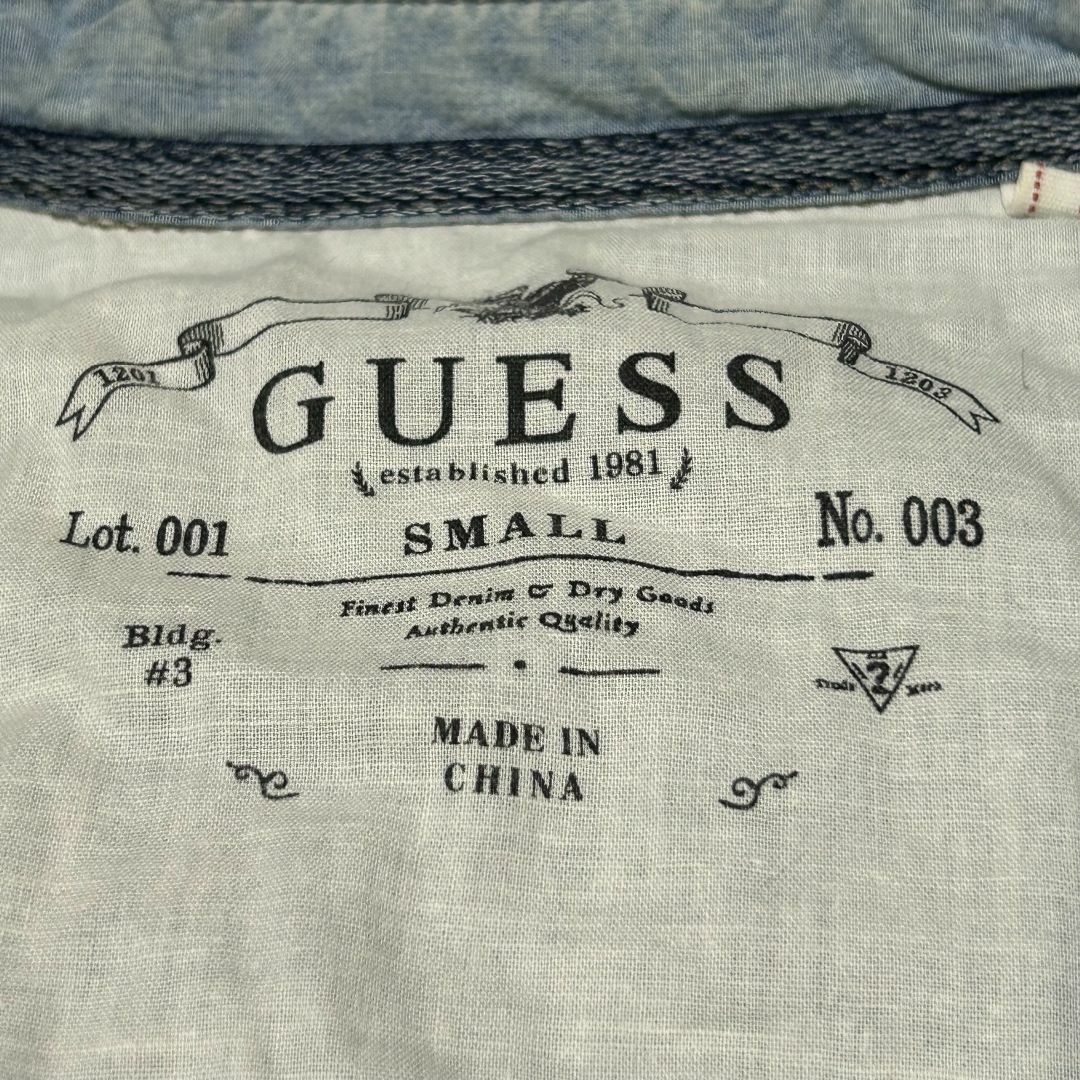 1201
1203
GUESS
established 1981
Lot. 001
SMALL
No. 003
Finest Denim & Dry Goods
Authentic Quality
Bldg.
#3
?
MADE IN
CHINA